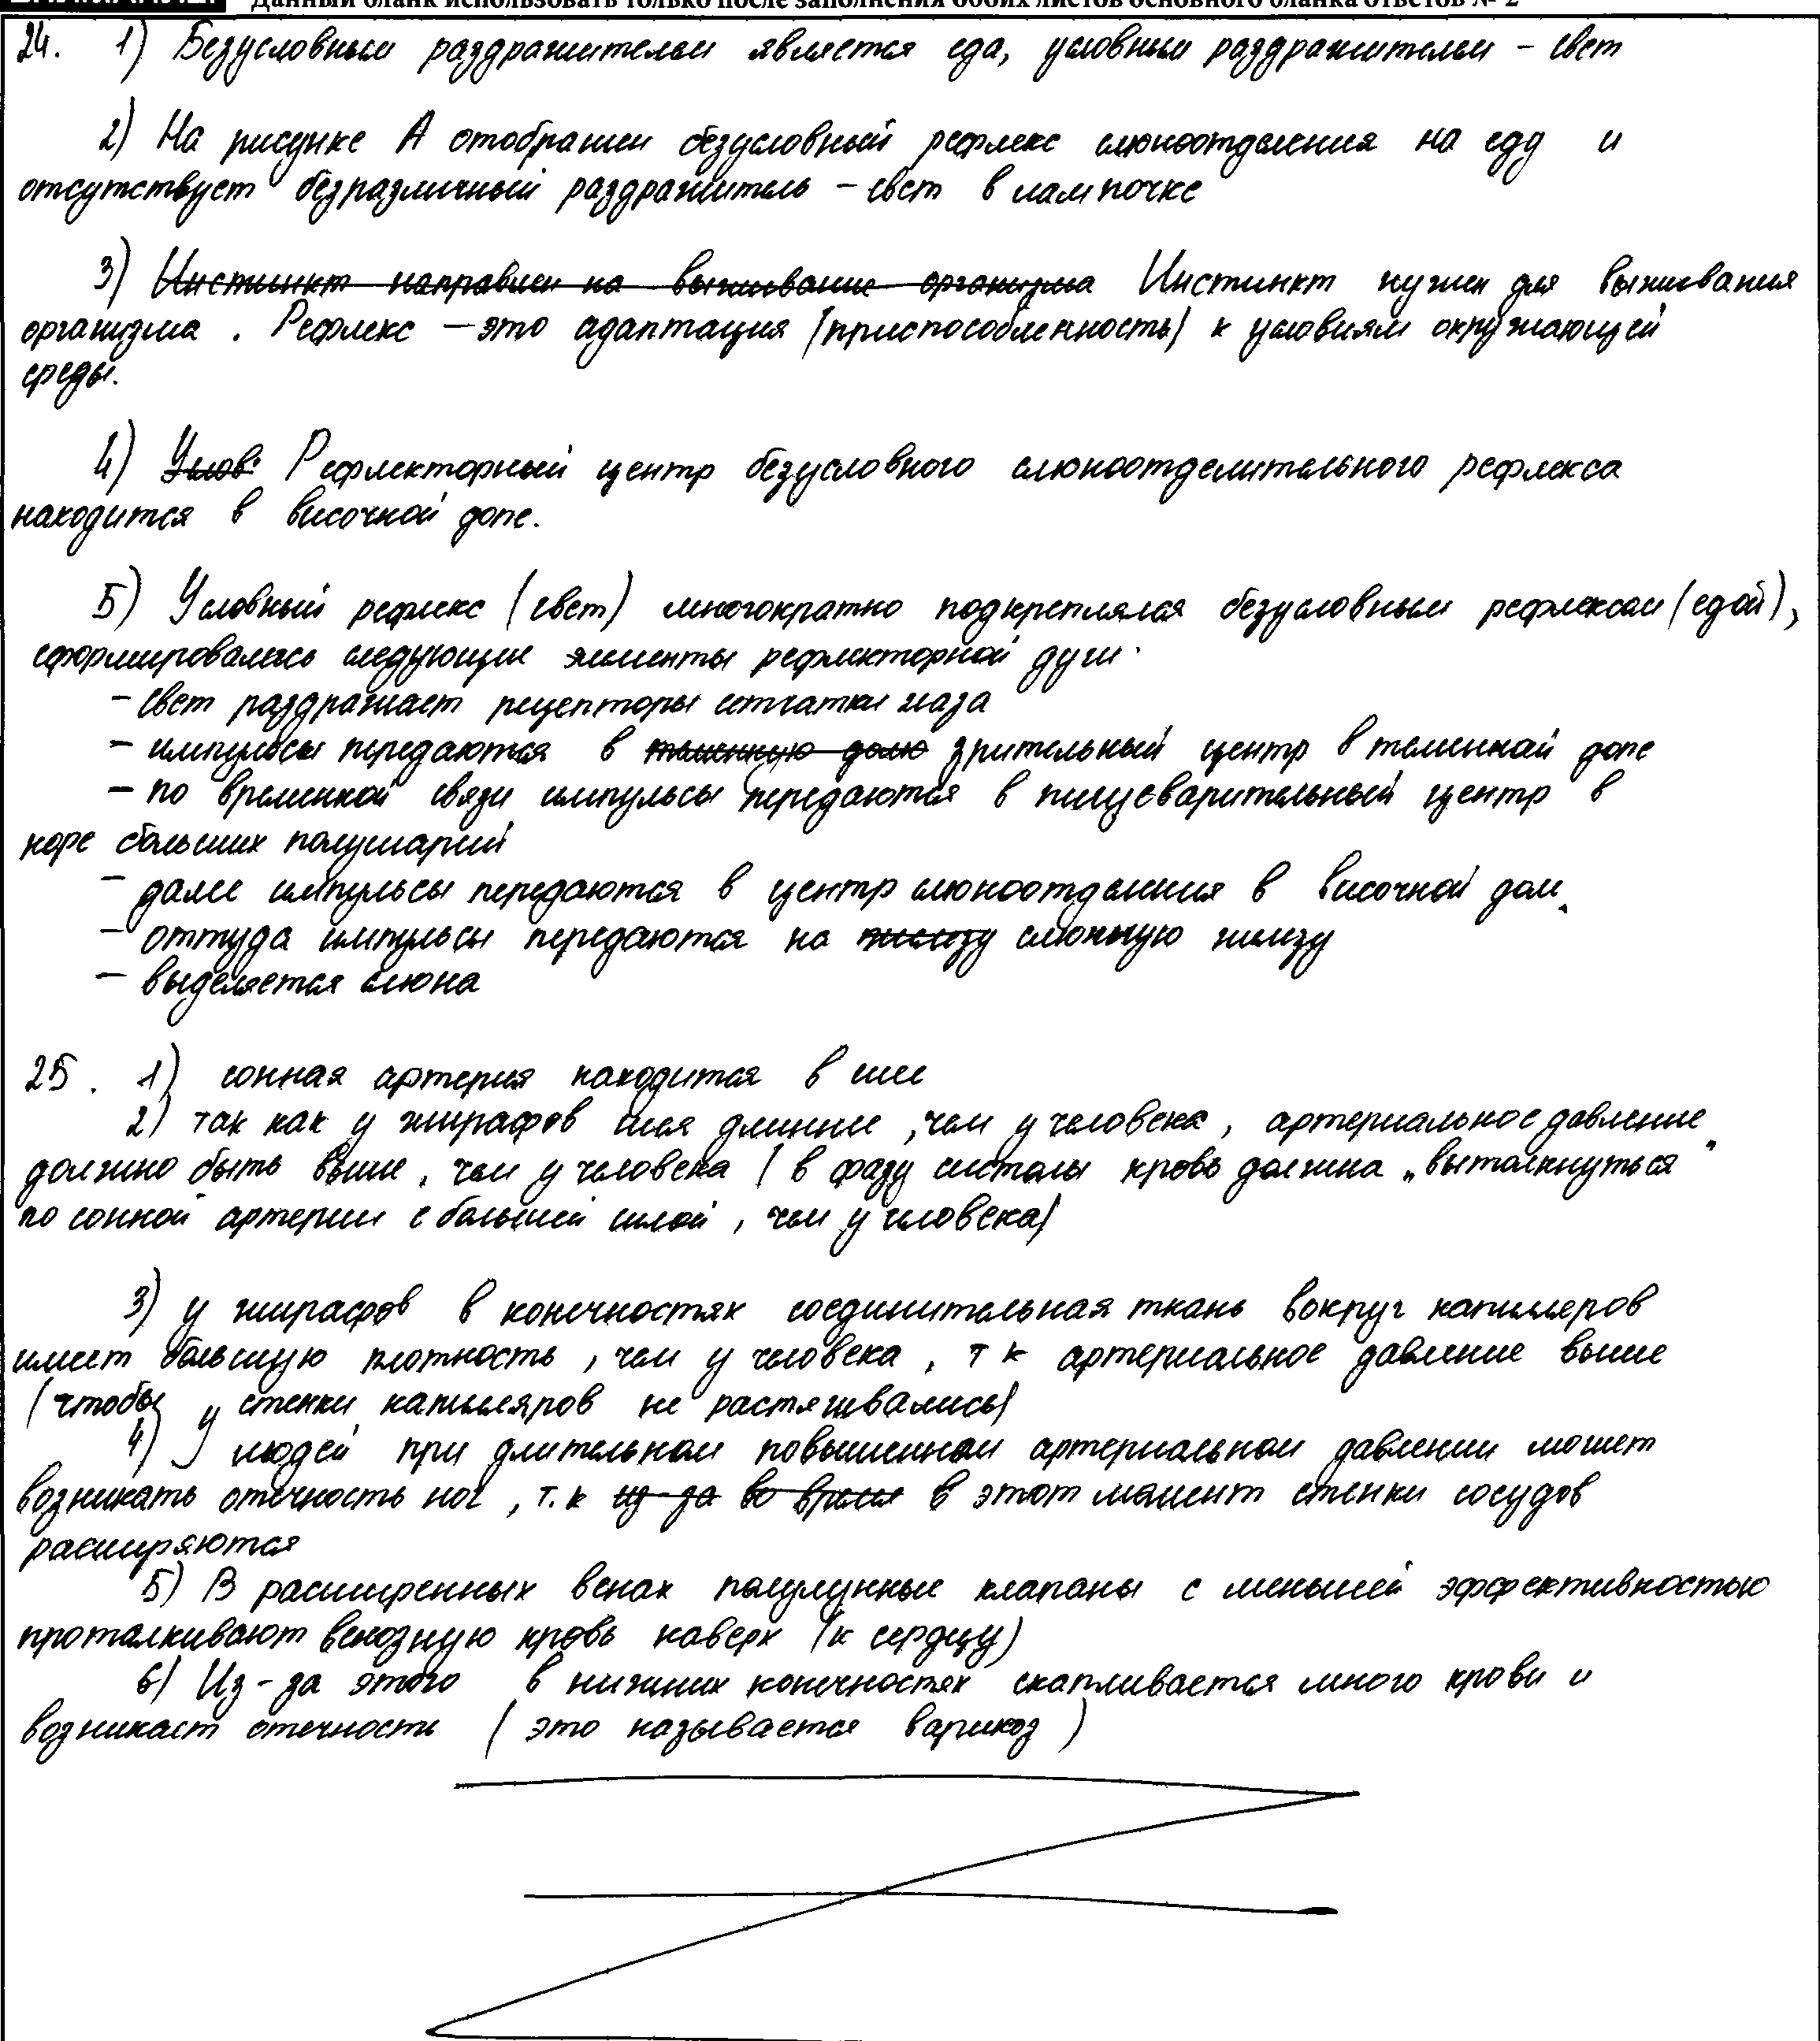 Данный бланк использовать только после заполнения обоих листов основного бланка ответов № 2
24. 1) Безусловным раздражителем является еда, условным раздражителем – свет
2) На рисунке А отображен безусловный рефлекс слюноотделения на еду и
отсутствует безразличный раздражитель – свет в лампочке
3) Инстинкт направлен на выживание организма Инстинкт нужен для выживания
организма. Рефлекс – это адаптация (приспособленность) к условиям окружающей
среды.
4) Услов. Рефлекторный центр безусловного слюноотделительного рефлекса
находится в височной доле.
5) Условный рефлекс (свет) многократно подкреплялся безусловным рефлексом (едой),
сформировались следующие элементы рефлекторной дуги:
– свет раздражает рецепторы сетчатки глаза
– импульсы передаются в теменную долю зрительный центр в теменной доле
– по временной связи импульсы передаются в пищеварительный центр в
коре больших полушарий
– далее импульсы передаются в центр слюноотделения в височной доли
– оттуда импульсы передаются на железу слюнную железу
– выделяется слюна
25. 1) сонная артерия находится в шее
2) так как у жирафов шея длиннее, чем у человека, артериальное давление
должно быть выше, чем у человека (в фазу систолы кровь должна „вытолкнуться"
по сонной артерии с большей силой, чем у человека)
3) у жирафов в конечностях соединительная ткань вокруг капилляров
имеет большую плотность, чем у человека, т к артериальное давление выше
(чтобы стенки капилляров не растягивались)
4) У людей при длительном повышенном артериальном давлении может
возникать отечность ног, т.к из-за во время в этот момент стенки сосудов
расширяются
5) В расширенных венах полулунные клапаны с меньшей эффективностью
проталкивают венозную кровь наверх (к сердцу)
6) Из-за этого в нижних конечностях скапливается много крови и
возникает отечность (это называется варикоз)